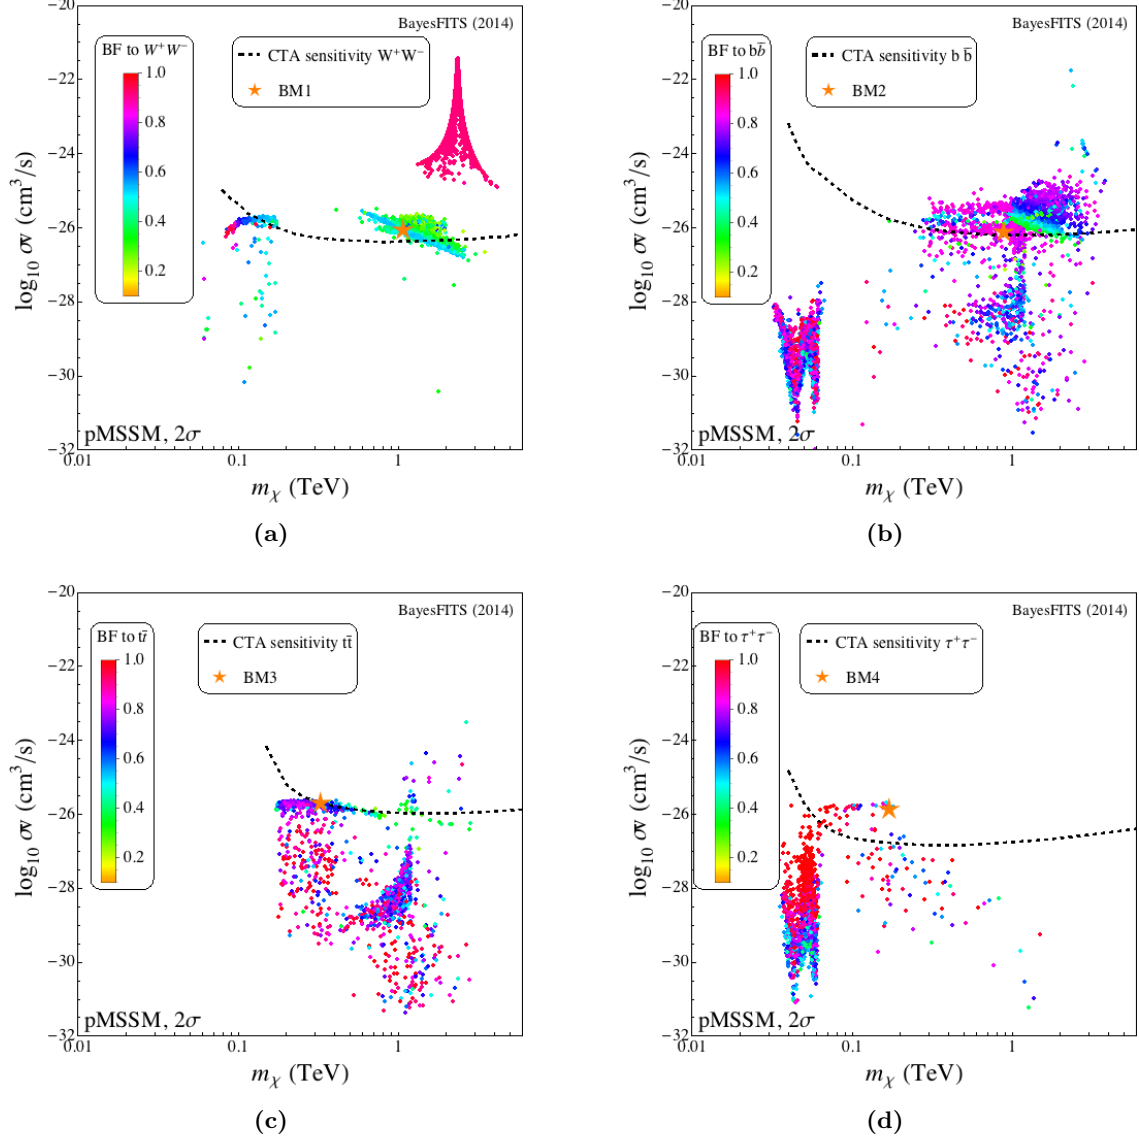 −20
−22
−24
−26
−28
−30
−32
log₁₀ σv (cm³/s)
BayesFITS (2014)
BF to W⁺W⁻
1.0
0.8
0.6
0.4
0.2
CTA sensitivity W⁺W⁻
BM1
pMSSM, 2σ
0.01
0.1
1
mχ (TeV)
(a)
−20
−22
−24
−26
−28
−30
−32
log₁₀ σv (cm³/s)
BayesFITS (2014)
BF to bb̄
1.0
0.8
0.6
0.4
0.2
CTA sensitivity b b̄
BM2
pMSSM, 2σ
0.01
0.1
1
mχ (TeV)
(b)
−20
−22
−24
−26
−28
−30
−32
log₁₀ σv (cm³/s)
BayesFITS (2014)
BF to tt̄
1.0
0.8
0.6
0.4
0.2
CTA sensitivity tt̄
BM3
pMSSM, 2σ
0.01
0.1
1
mχ (TeV)
(c)
−20
−22
−24
−26
−28
−30
−32
log₁₀ σv (cm³/s)
BayesFITS (2014)
BF to τ⁺τ⁻
1.0
0.8
0.6
0.4
0.2
CTA sensitivity τ⁺τ⁻
BM4
pMSSM, 2σ
0.01
0.1
1
mχ (TeV)
(d)